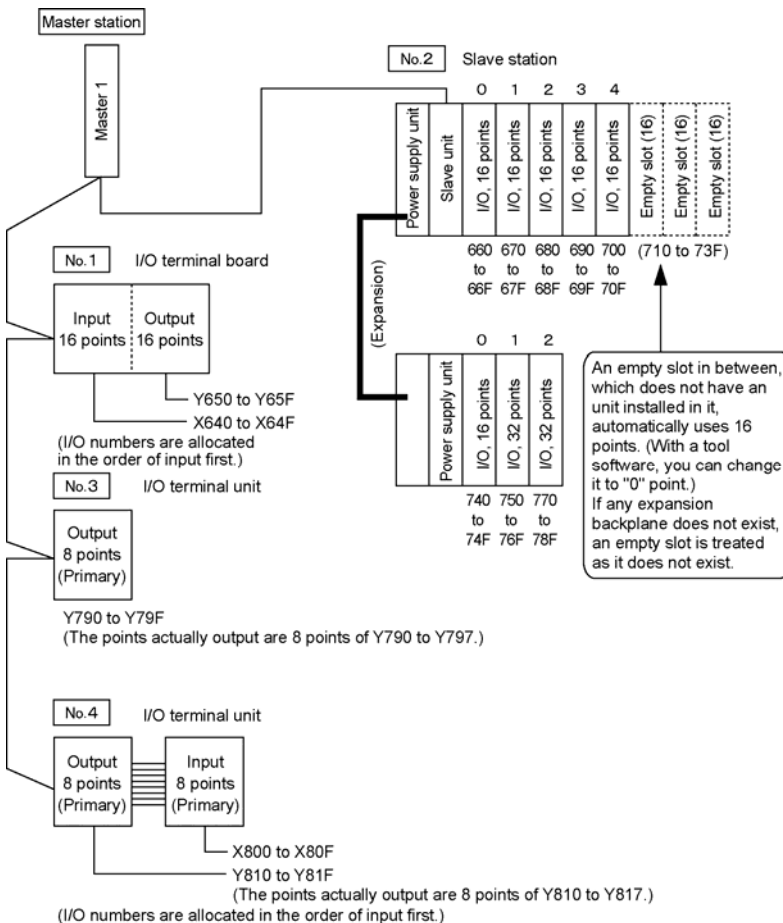 Master station
Master 1
No.2 Slave station
0 1 2 3 4
Power supply unit
Slave unit
I/O, 16 points
I/O, 16 points
I/O, 16 points
I/O, 16 points
I/O, 16 points
Empty slot (16)
Empty slot (16)
Empty slot (16)
660 670 680 690 700 (710 to 73F)
to to to to to
66F 67F 68F 69F 70F
(Expansion)
0 1 2
Power supply unit
I/O, 16 points
I/O, 32 points
I/O, 32 points
740 750 770
to to to
74F 76F 78F
An empty slot in between,
which does not have an
unit installed in it,
automatically uses 16
points. (With a tool
software, you can change
it to "0" point.)
If any expansion
backplane does not exist,
an empty slot is treated
as it does not exist.
No.1 I/O terminal board
Input Output
16 points 16 points
Y650 to Y65F
X640 to X64F
(I/O numbers are allocated
in the order of input first.)
No.3 I/O terminal unit
Output
8 points
(Primary)
Y790 to Y79F
(The points actually output are 8 points of Y790 to Y797.)
No.4 I/O terminal unit
Output Input
8 points 8 points
(Primary) (Primary)
X800 to X80F
Y810 to Y81F
(The points actually output are 8 points of Y810 to Y817.)
(I/O numbers are allocated in the order of input first.)